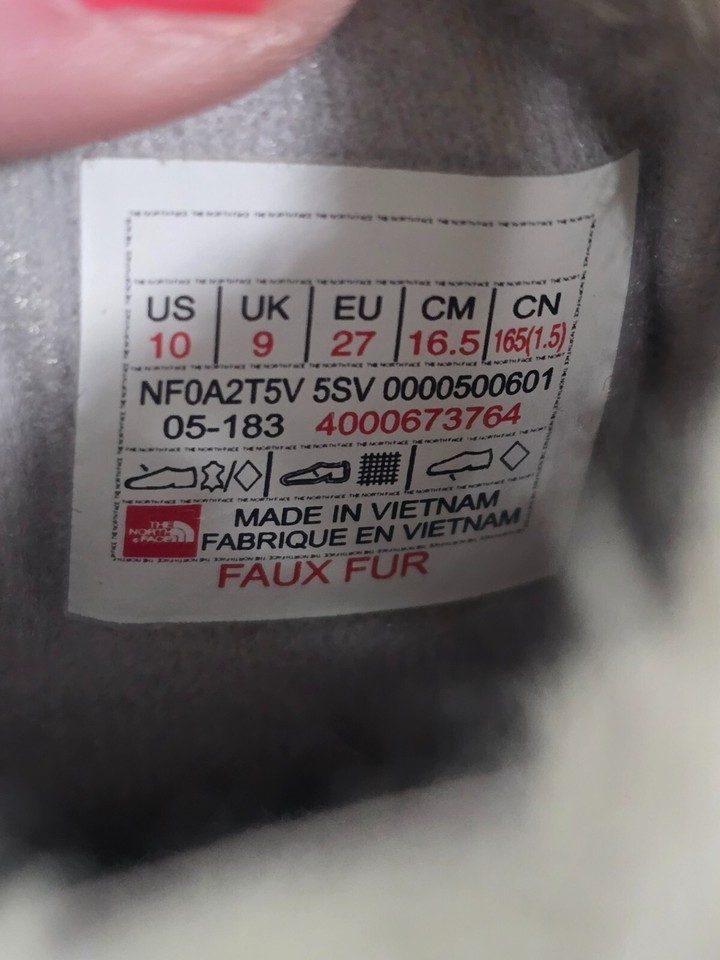 US UK EU CM CN
10 9 27 16.5 165(1.5)
NF0A2T5V 5SV 0000500601
05-183 4000673764
THE NORTH FACE
MADE IN VIETNAM
FABRIQUE EN VIETNAM
FAUX FUR